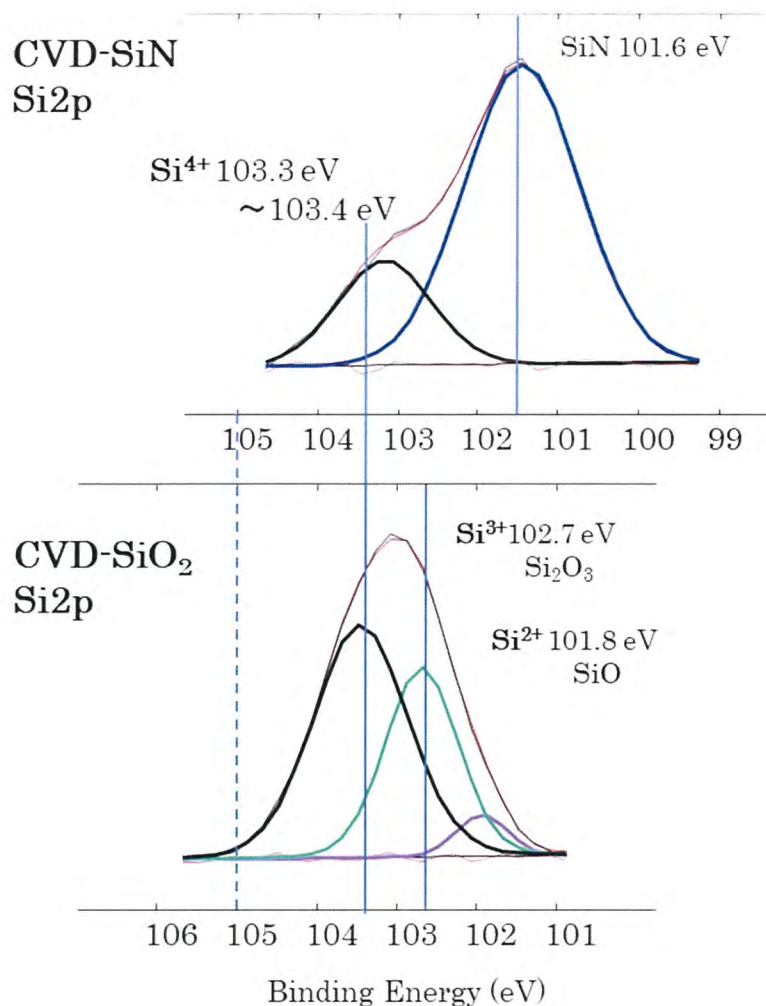 CVD-SiN
Si2p
SiN 101.6 eV
Si⁴⁺ 103.3 eV
～103.4 eV
105 104 103 102 101 100 99
CVD-SiO₂
Si2p
Si³⁺ 102.7 eV
Si₂O₃
Si²⁺ 101.8 eV
SiO
106 105 104 103 102 101
Binding Energy (eV)